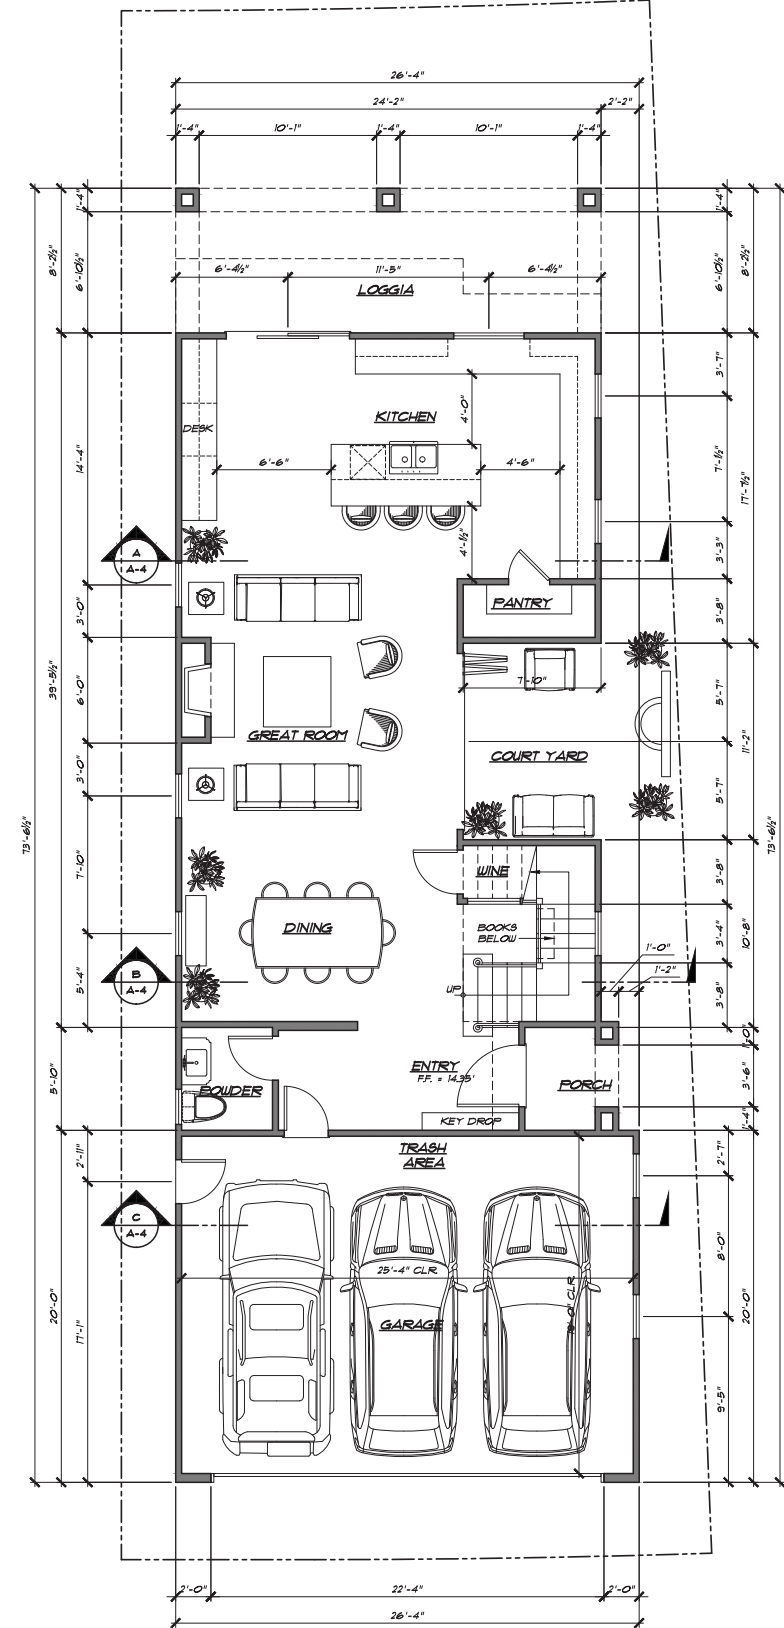 26'-4"
24'-2"
2'-2"
1'-4"
10'-1"
1'-4"
10'-1"
1'-4"
1'-4"
1'-4"
8'-2½"
6'-10½"
6'-4½"
11'-5"
6'-4½"
6'-10½"
8'-2½"
LOGGIA
3'-7"
KITCHEN
4'-0"
DESK
14'-4"
6'-6"
4'-6"
7'-1½"
17'-7½"
4'-1½"
A
A-4
3'-3"
3'-0"
PANTRY
3'-8"
39'-5½"
6'-0"
7'-10"
5'-7"
GREAT ROOM
COURT YARD
11'-2"
3'-0"
5'-7"
73'-6½"
73'-6½"
7'-10"
WINE
3'-8"
DINING
BOOKS
BELOW
3'-4"
10'-8"
1'-0"
1'-2"
B
A-4
5'-4"
UP
3'-8"
1'-0"
5'-10"
ENTRY
F.F. = 14.35'
POWDER
PORCH
3'-6"
KEY DROP
1'-4"
TRASH
AREA
2'-11"
2'-7"
C
A-4
8'-0"
25'-4" CLR
20'-0"
17'-1"
GARAGE
20'-0"
9'-5"
2'-0"
22'-4"
2'-0"
26'-4"